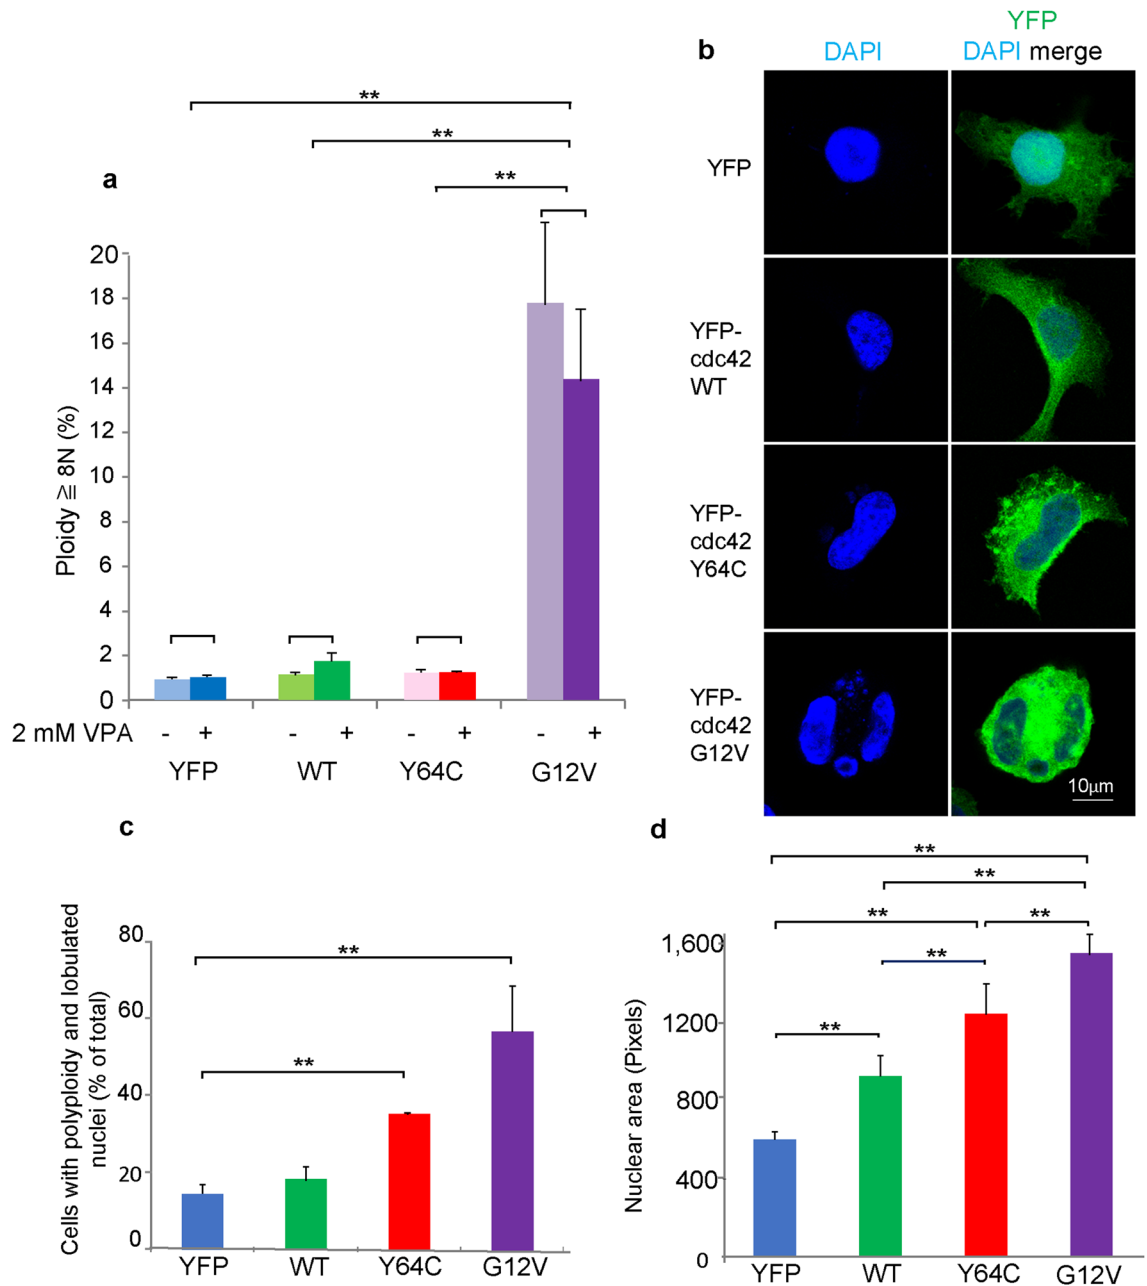 a
**
**
**
Ploidy ≧ 8N (%)
20
18
16
14
12
10
8
6
4
2
0
2 mM VPA - + - + - + - +
YFP WT Y64C G12V
b
YFP
DAPI DAPI merge
YFP
YFP-
cdc42
WT
YFP-
cdc42
Y64C
YFP-
cdc42
G12V
10µm
c
**
**
Cells with polyploidy and lobulated
nuclei (% of total)
80
60
40
20
0
YFP WT Y64C G12V
d
**
**
** **
**
**
Nuclear area (Pixels)
1,600
1200
800
400
0
YFP WT Y64C G12V